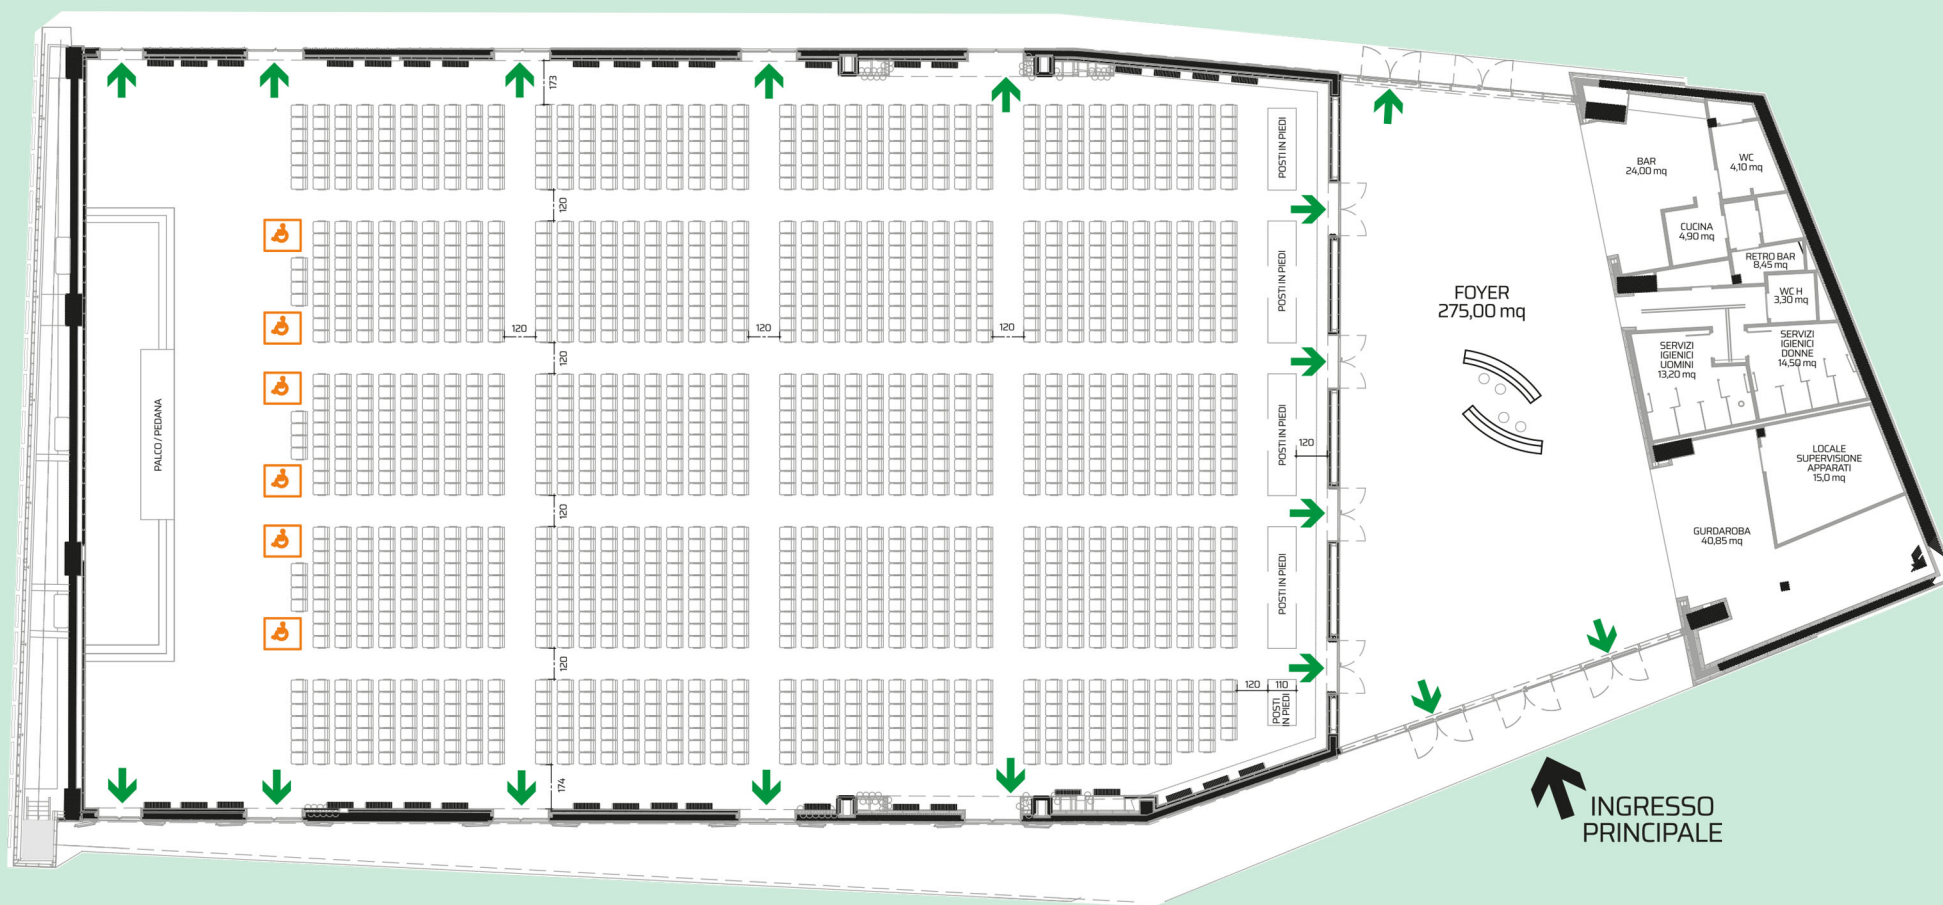 173
POSTI IN PIEDI
120
POSTI IN PIEDI
120
120
120
120
POSTI IN PIEDI
120
120
POSTI IN PIEDI
120
120
110
POSTI
IN PIEDI
174
PALCO / PEDANA
FOYER
275,00 mq
BAR
24,00 mq
WC
4,10 mq
CUCINA
4,90 mq
RETRO BAR
8,45 mq
WC H
3,30 mq
SERVIZI
IGIENICI
UOMINI
13,20 mq
SERVIZI
IGIENICI
DONNE
14,50 mq
LOCALE
SUPERVISIONE
APPARATI
15,0 mq
GURDAROBA
40,85 mq
INGRESSO
PRINCIPALE